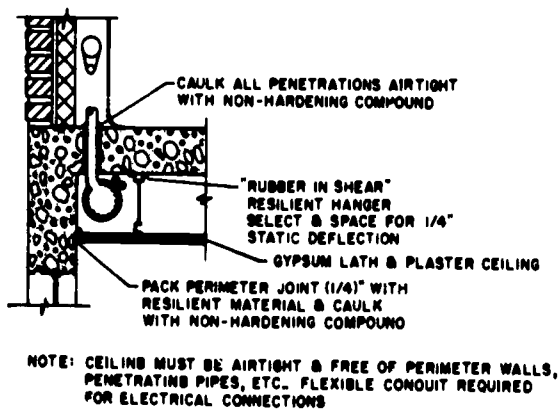 CAULK ALL PENETRATIONS AIRTIGHT
WITH NON-HARDENING COMPOUND
"RUBBER IN SHEAR"
RESILIENT HANGER
SELECT & SPACE FOR 1/4"
STATIC DEFLECTION
GYPSUM LATH & PLASTER CEILING
PACK PERIMETER JOINT (1/4)" WITH
RESILIENT MATERIAL & CAULK
WITH NON-HARDENING COMPOUND
NOTE: CEILING MUST BE AIRTIGHT & FREE OF PERIMETER WALLS,
PENETRATING PIPES, ETC. FLEXIBLE CONDUIT REQUIRED
FOR ELECTRICAL CONNECTIONS